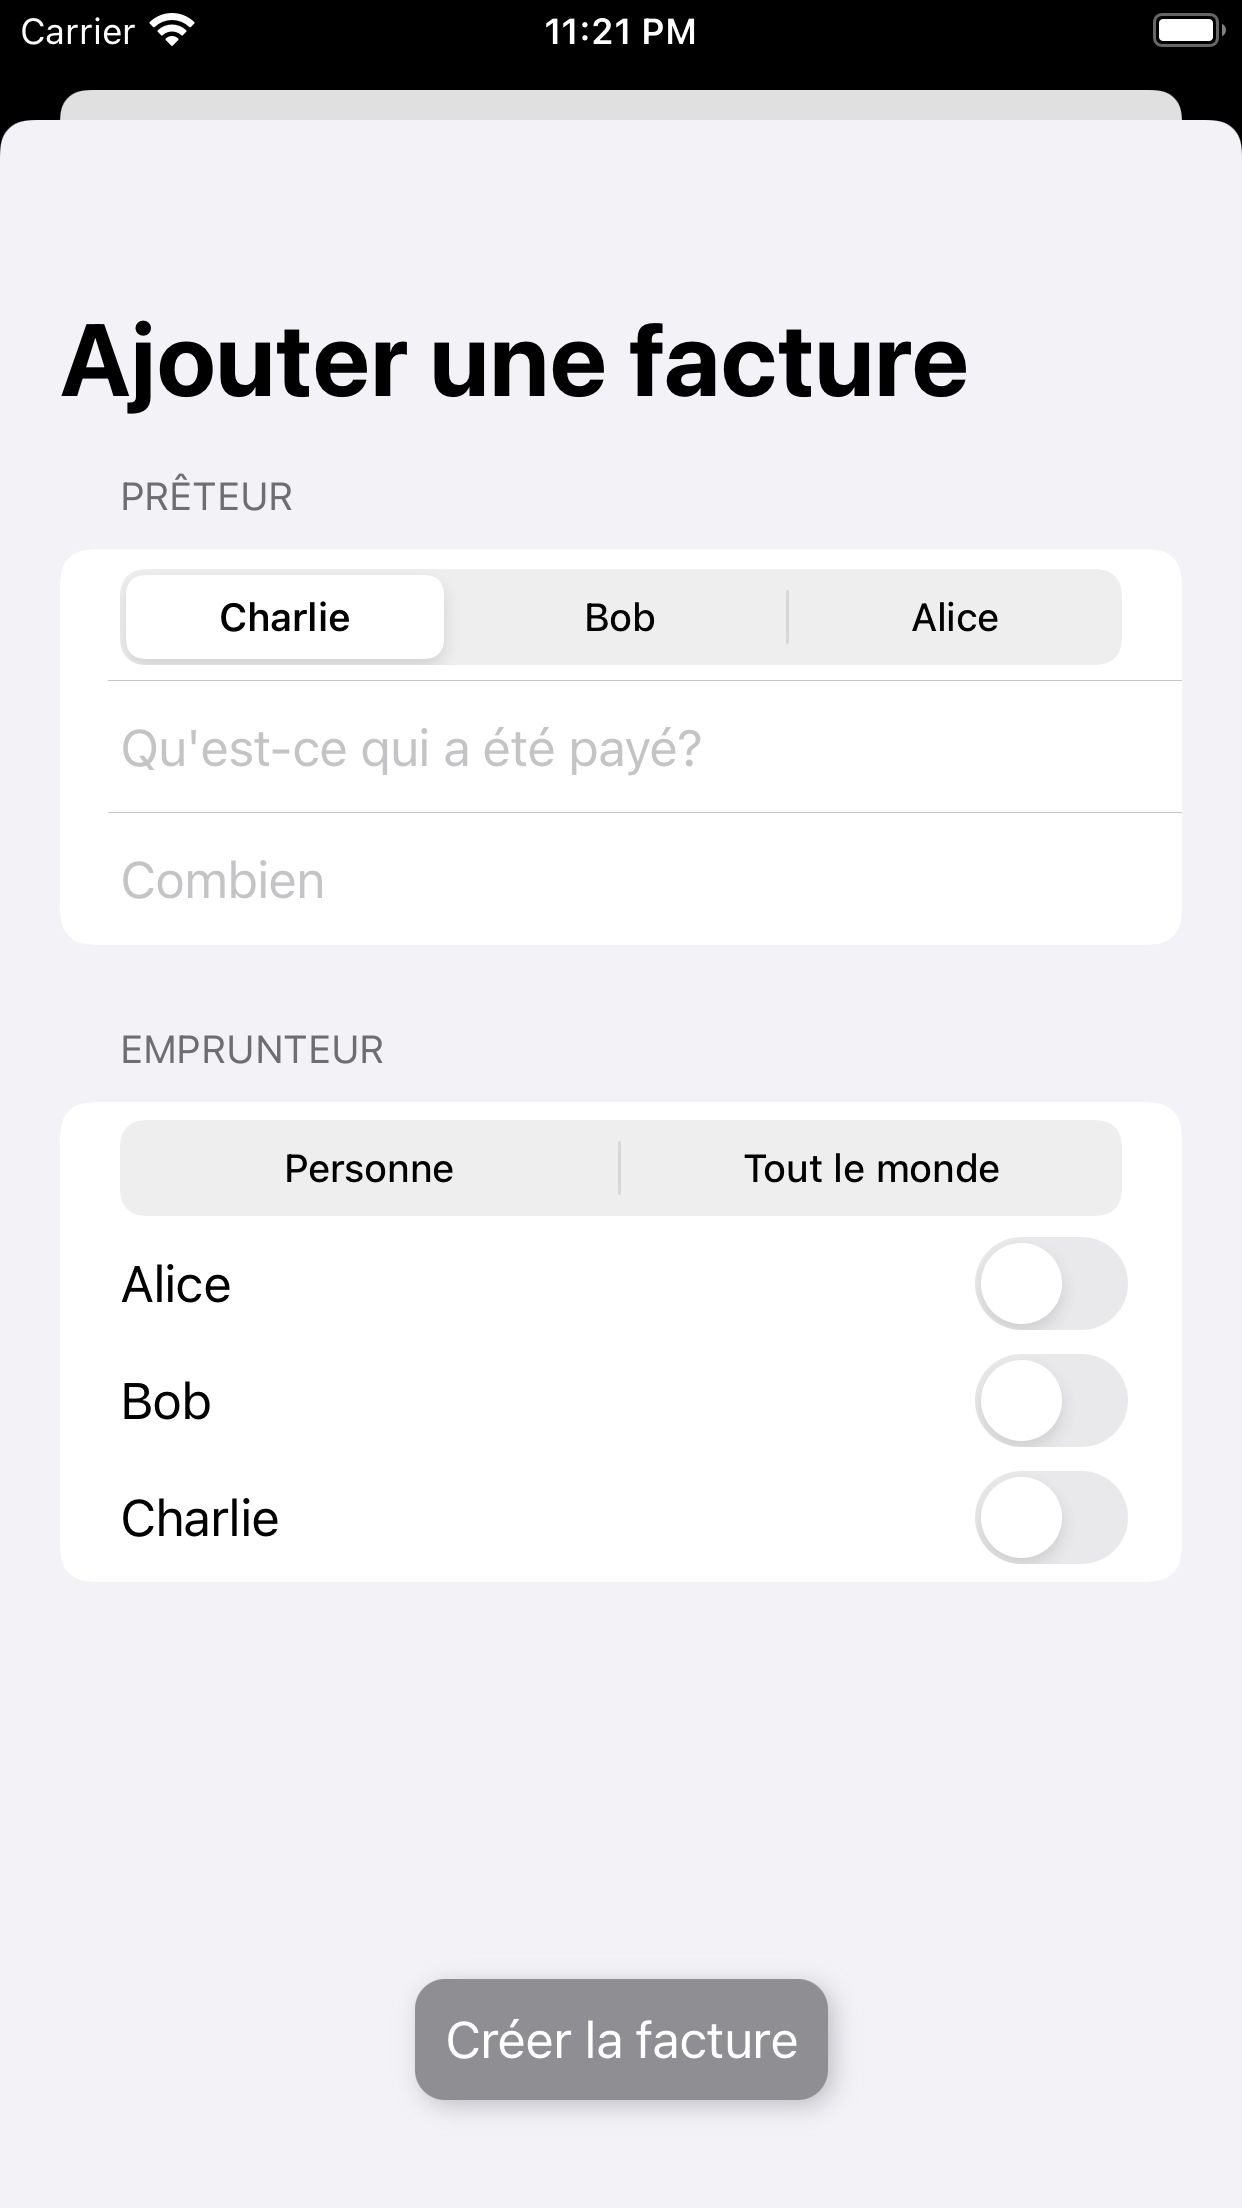 Carrier 11:21 PM
Ajouter une facture
PRÊTEUR
Charlie Bob Alice
Qu'est-ce qui a été payé?
Combien
EMPRUNTEUR
Personne Tout le monde
Alice
Bob
Charlie
Créer la facture